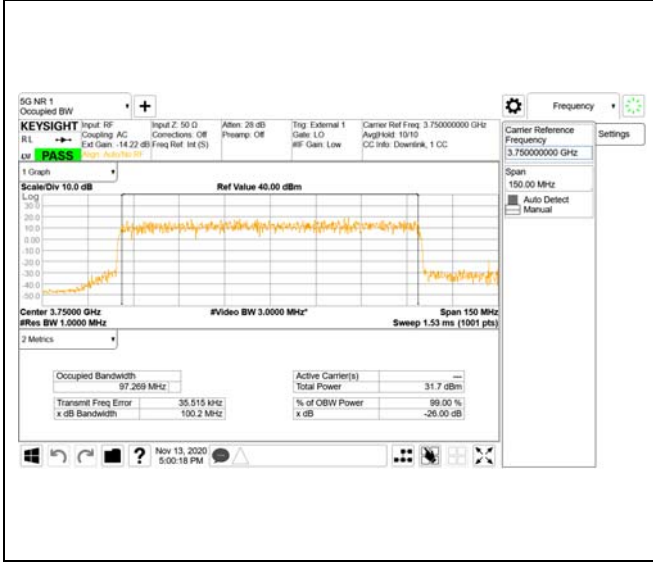 5G NR 1
Occupied BW
Frequency
KEYSIGHT
R L
PASS
Input: RF
Coupling: AC
Ext Gain: -14.22 dB
Align: Auto/No RF
Input Z: 50 Ω
Corrections: Off
Freq Ref: Int (S)
Atten: 28 dB
Preamp: Off
Trig: External 1
Gate: LO
#IF Gain: Low
Carrier Ref Freq: 3.750000000 GHz
Avg|Hold: 10/10
CC Info: Downlink, 1 CC
Carrier Reference
Frequency
3.750000000 GHz
Settings
Span
150.00 MHz
Auto Detect
Manual
1 Graph
Scale/Div 10.0 dB
Ref Value 40.00 dBm
Log
30.0
20.0
10.0
0.00
-10.0
-20.0
-30.0
-40.0
-50.0
Center 3.75000 GHz
#Video BW 3.0000 MHz*
Span 150 MHz
#Res BW 1.0000 MHz
Sweep 1.53 ms (1001 pts)
2 Metrics
Occupied Bandwidth
97.269 MHz
Transmit Freq Error 35.515 kHz
x dB Bandwidth 100.2 MHz
Active Carrier(s) ---
Total Power 31.7 dBm
% of OBW Power 99.00 %
x dB -26.00 dB
Nov 13, 2020
5:00:18 PM